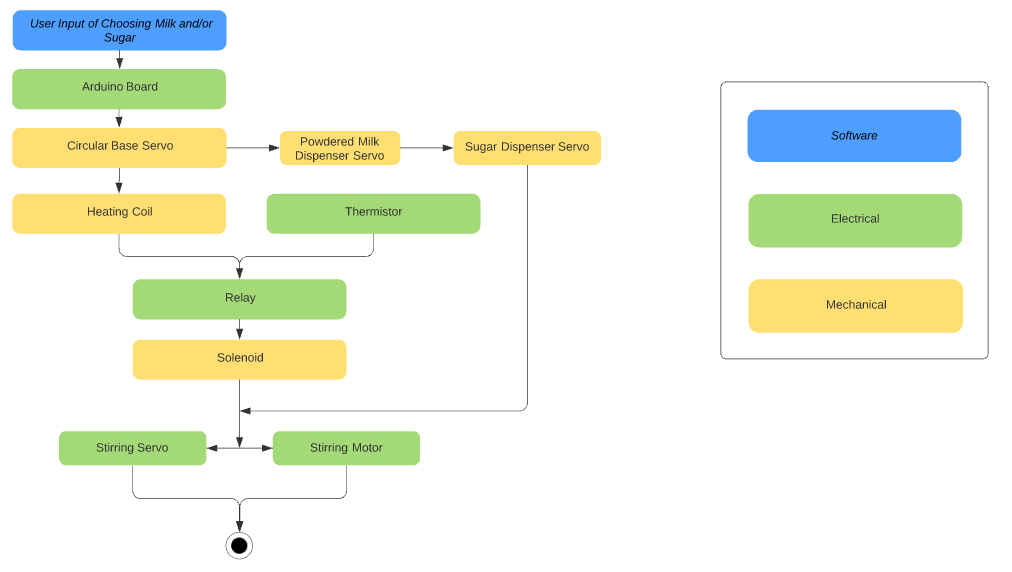 User Input of Choosing Milk and/or
Sugar
Arduino Board
Circular Base Servo
Powdered Milk
Dispenser Servo
Sugar Dispenser Servo
Heating Coil
Thermistor
Relay
Solenoid
Stirring Servo
Stirring Motor
Software
Electrical
Mechanical